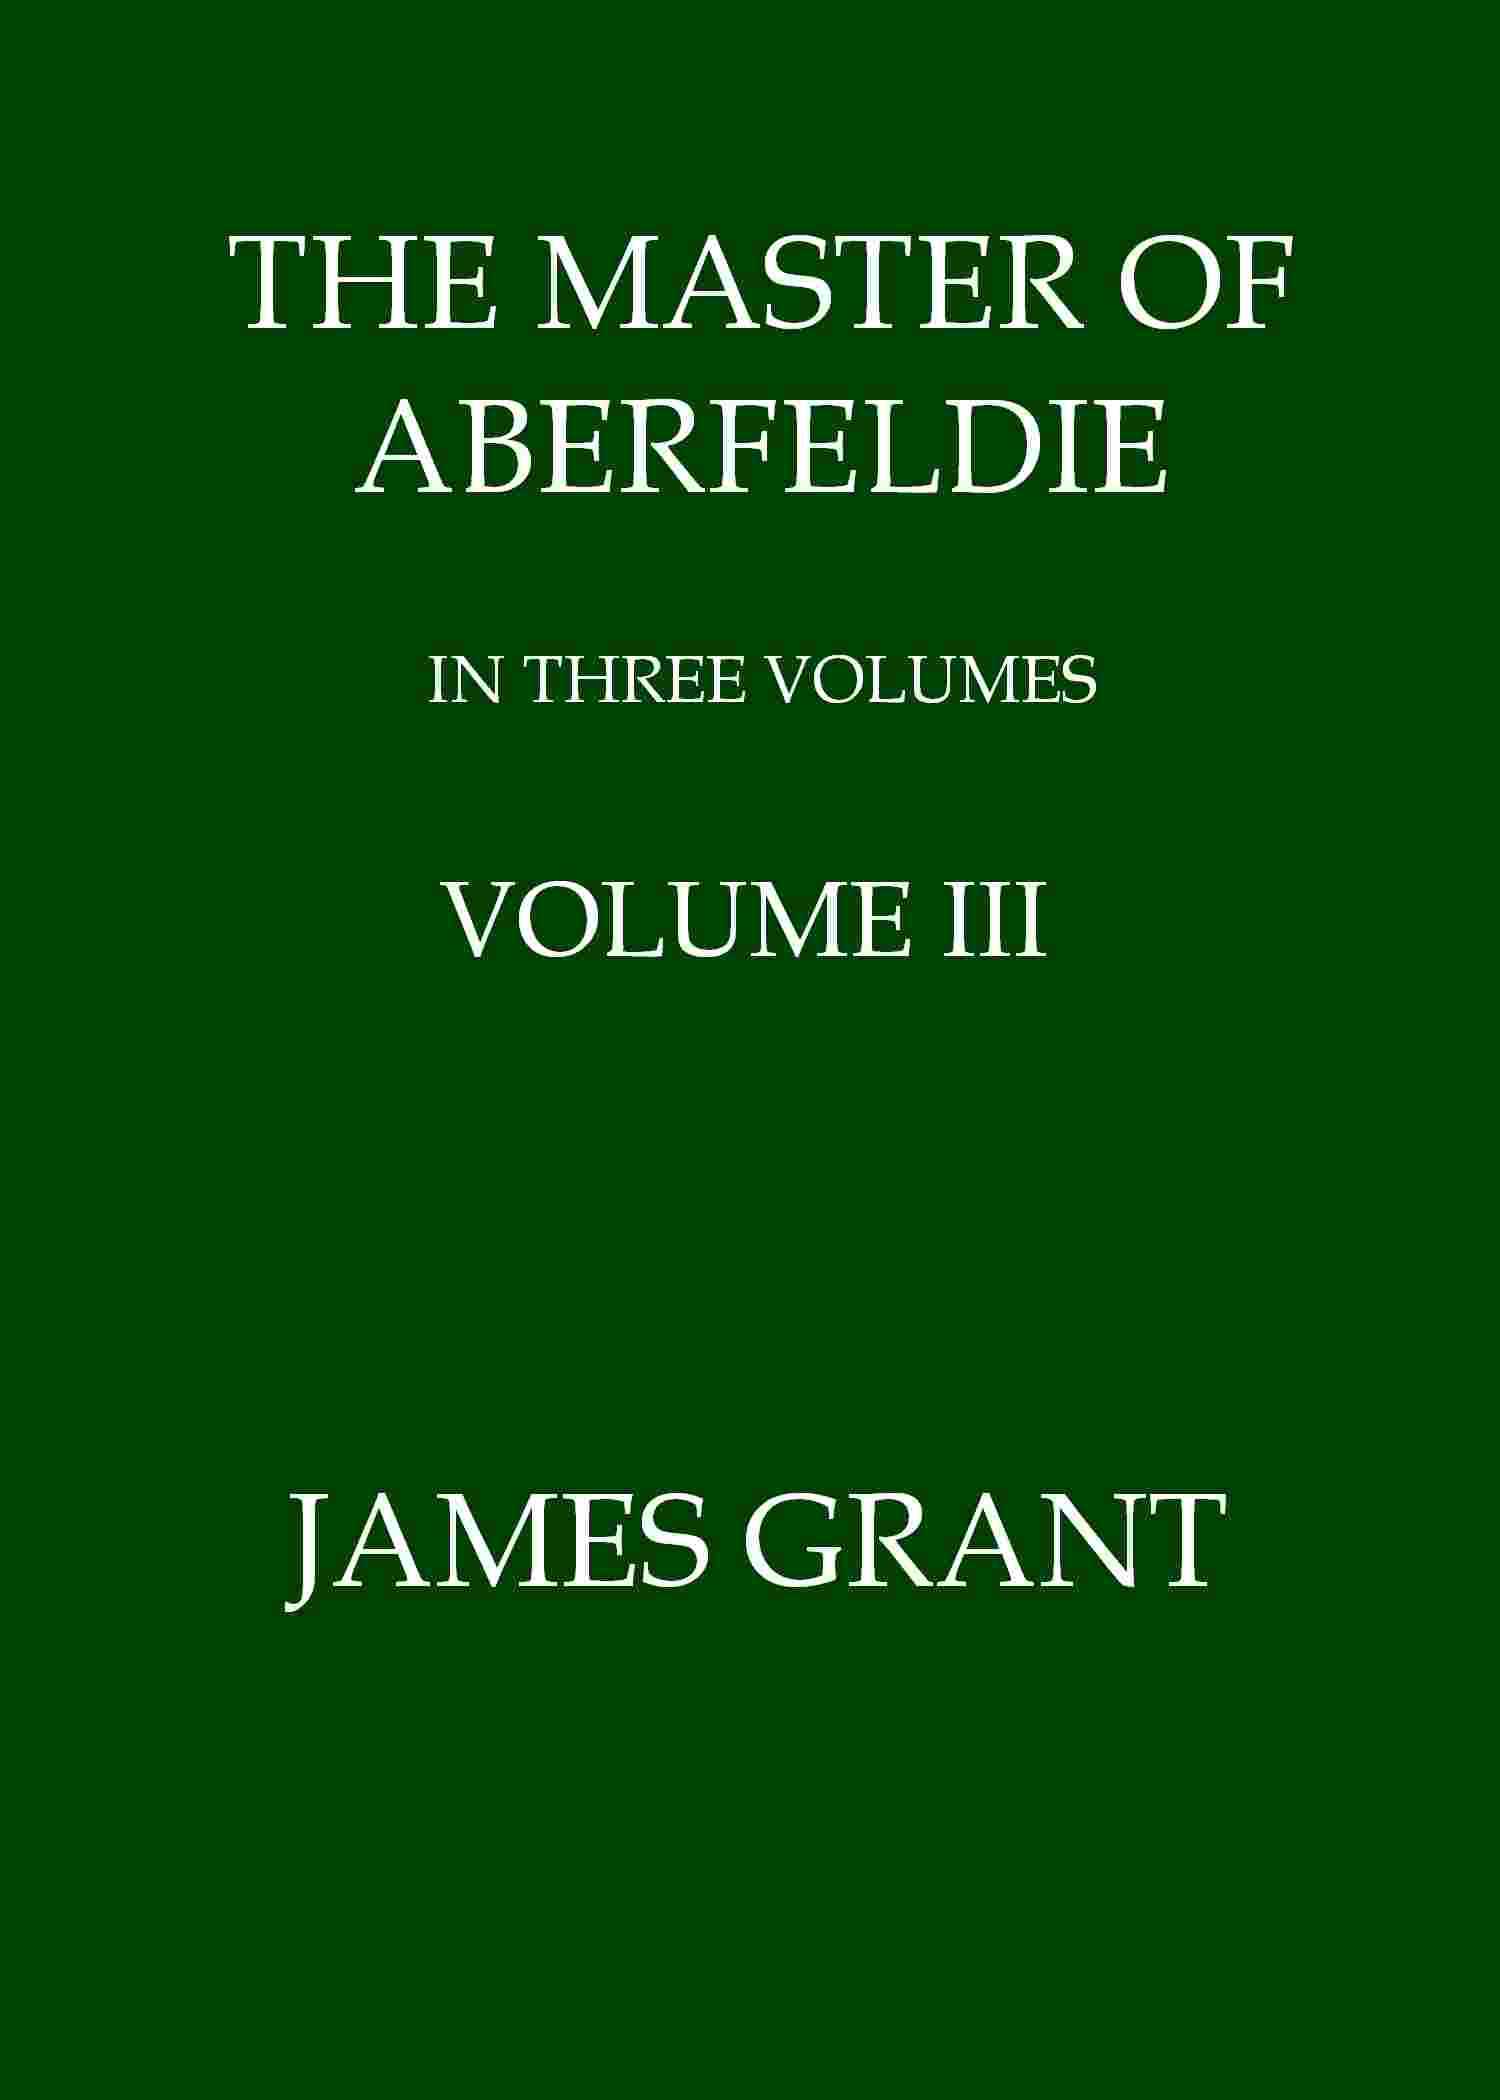 THE MASTER OF
ABERFELDIE
IN THREE VOLUMES
VOLUME III
JAMES GRANT